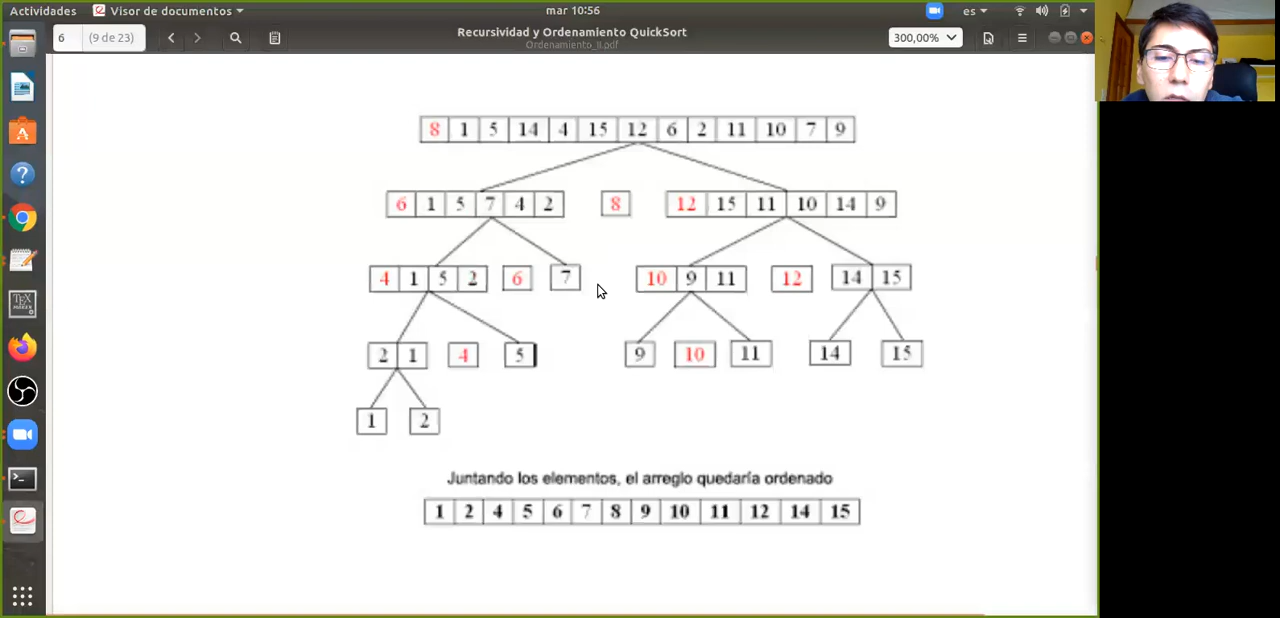 Actividades Visor de documentos mar 10:56 es
6 (9 de 23) Recursividad y Ordenamiento QuickSort 300,00%
Ordenamiento_II.pdf
8 1 5 14 4 15 12 6 2 11 10 7 9
6 1 5 7 4 2 8 12 15 11 10 14 9
4 1 5 2 6 7 10 9 11 12 14 15
2 1 4 5 9 10 11 14 15
1 2
Juntando los elementos, el arreglo quedaría ordenado
1 2 4 5 6 7 8 9 10 11 12 14 15